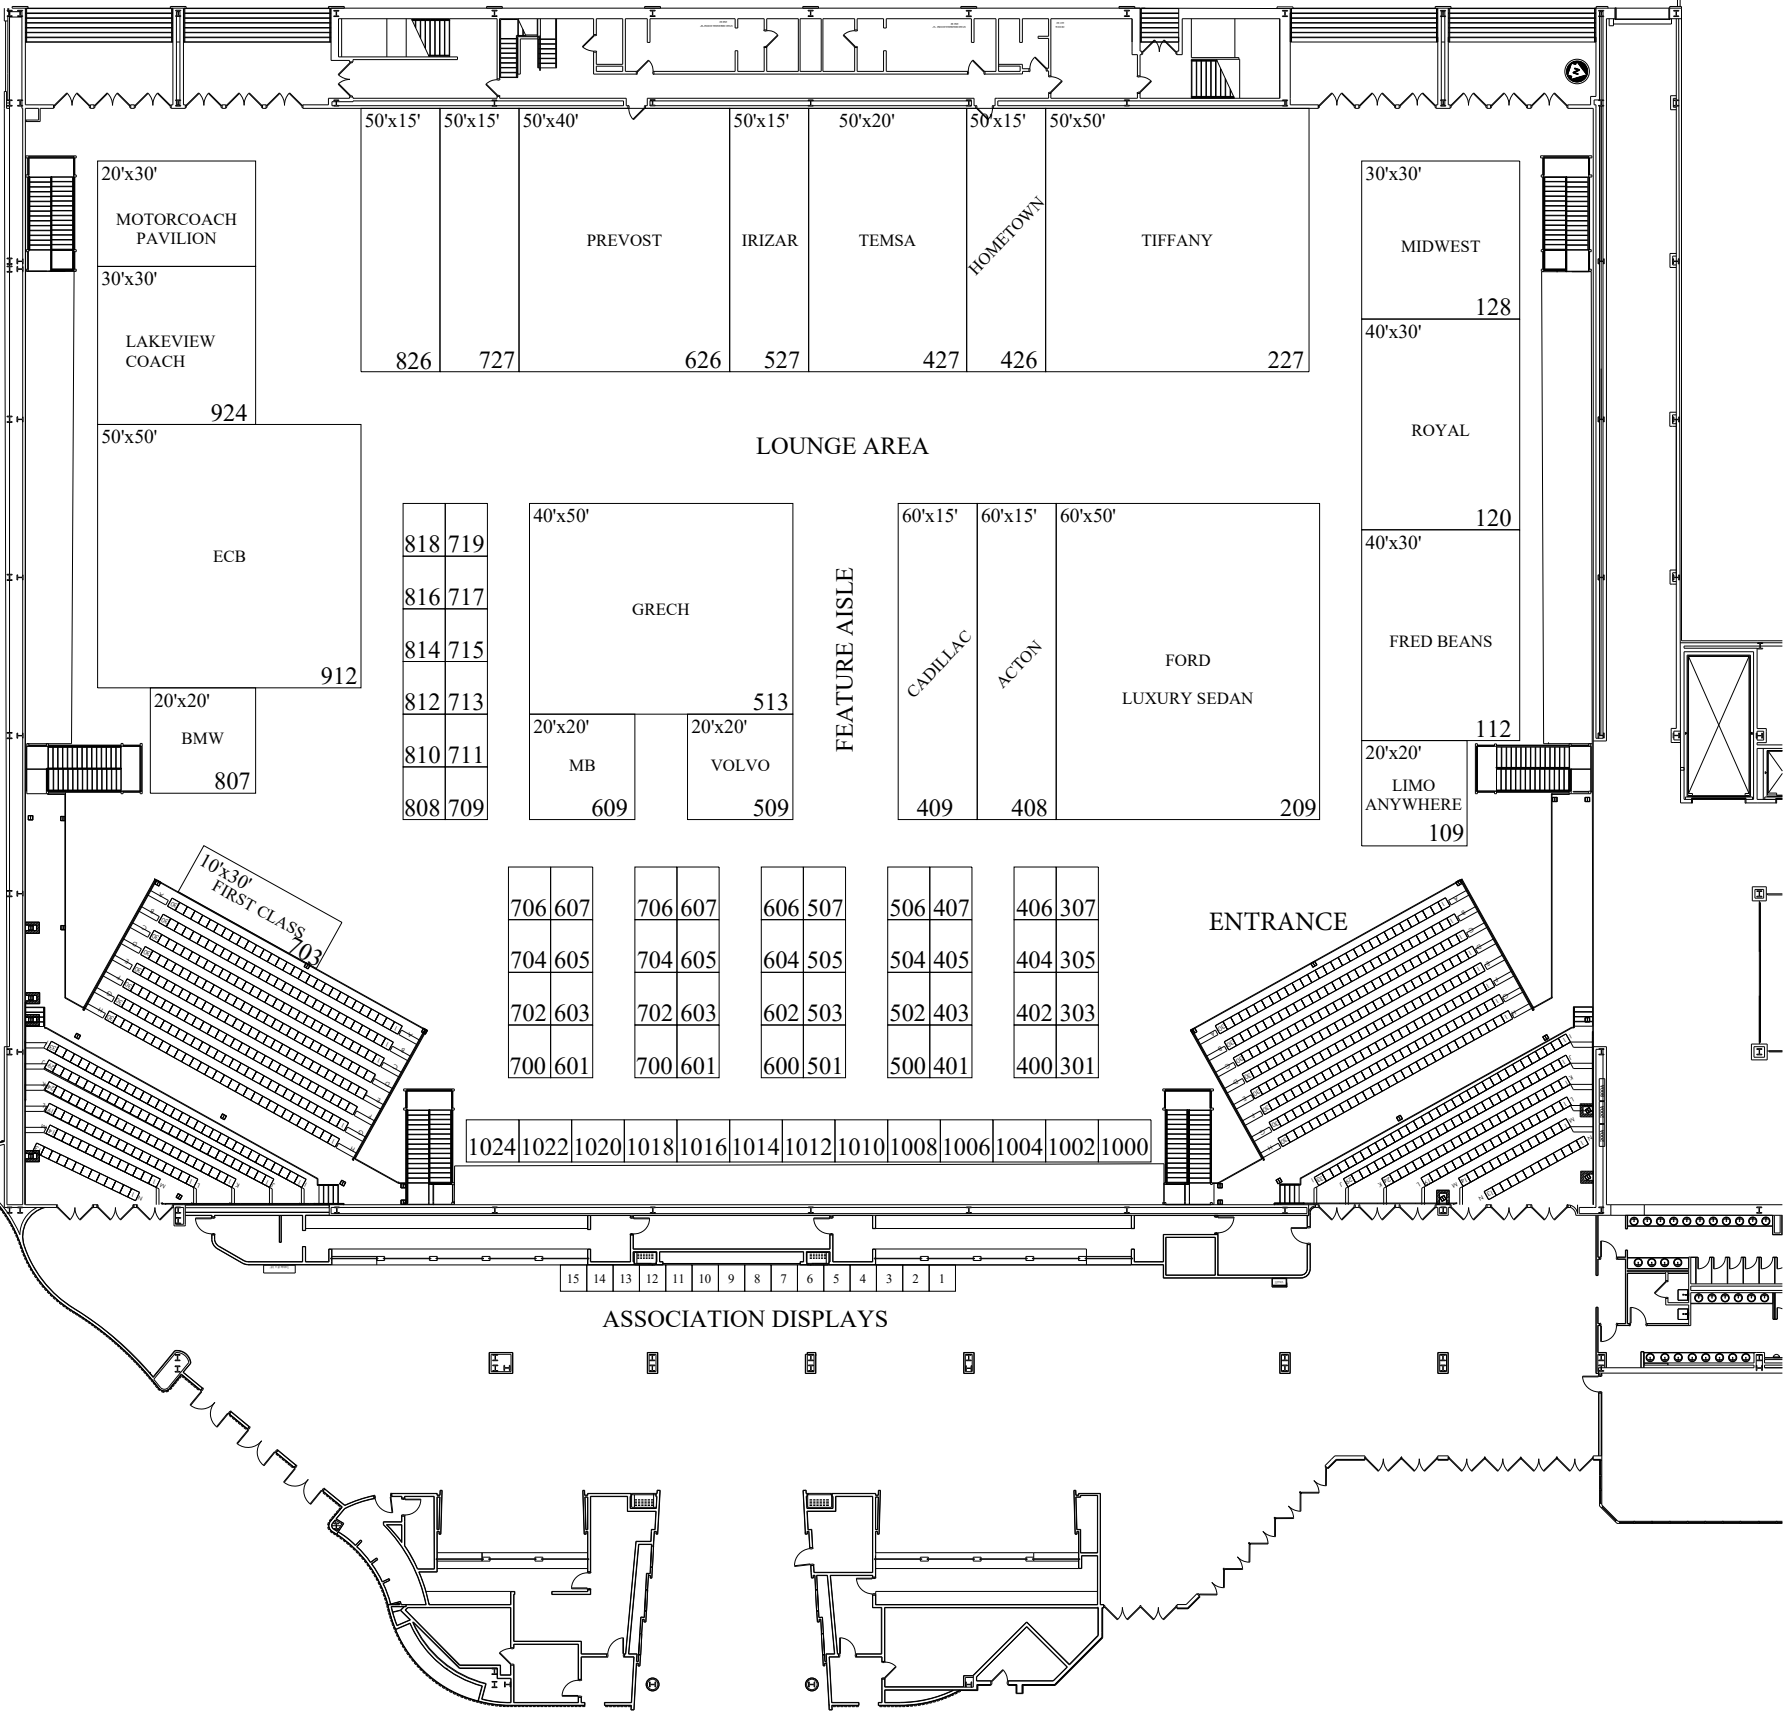 50'x15'
50'x15'
50'x40'
50'x15'
50'x20'
50'x15'
50'x50'
20'x30'
MOTORCOACH
PAVILION
30'x30'
LAKEVIEW
COACH
924
826
727
PREVOST
626
IRIZAR
527
TEMSA
427
HOMETOWN
426
TIFFANY
227
30'x30'
MIDWEST
128
40'x30'
ROYAL
120
40'x30'
FRED BEANS
112
20'x20'
LIMO
ANYWHERE
109
LOUNGE AREA
50'x50'
ECB
912
20'x20'
BMW
807
818 719
816 717
814 715
812 713
810 711
808 709
40'x50'
GRECH
513
20'x20'
MB
609
20'x20'
VOLVO
509
FEATURE AISLE
60'x15'
CADILLAC
409
60'x15'
ACTON
408
60'x50'
FORD
LUXURY SEDAN
209
10'x30'
FIRST CLASS
703
706 607 706 607 606 507 506 407 406 307
704 605 704 605 604 505 504 405 404 305
702 603 702 603 602 503 502 403 402 303
700 601 700 601 600 501 500 401 400 301
ENTRANCE
1024 1022 1020 1018 1016 1014 1012 1010 1008 1006 1004 1002 1000
15 14 13 12 11 10 9 8 7 6 5 4 3 2 1
ASSOCIATION DISPLAYS